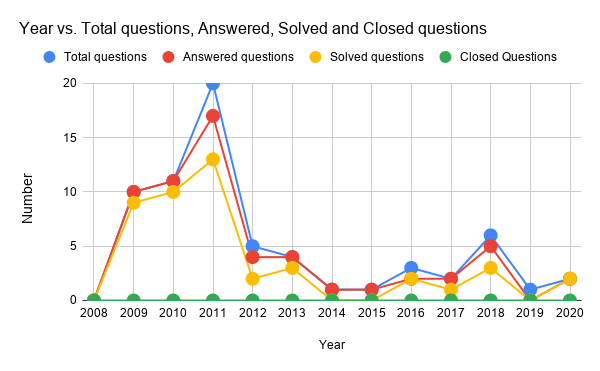 Year vs. Total questions, Answered, Solved and Closed questions
Total questions Answered questions Solved questions Closed Questions
20
15
10
5
0
Number
2008 2009 2010 2011 2012 2013 2014 2015 2016 2017 2018 2019 2020
Year